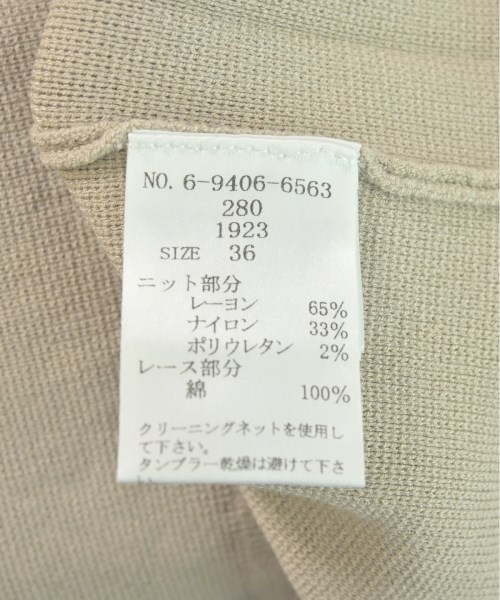 NO. 6-9406-6563
280
1923
SIZE 36
ニット部分
レーヨン 65%
ナイロン 33%
ポリウレタン 2%
レース部分
綿 100%
クリーニングネットを使用し
て下さい。
タンブラー乾燥は避けて下さ